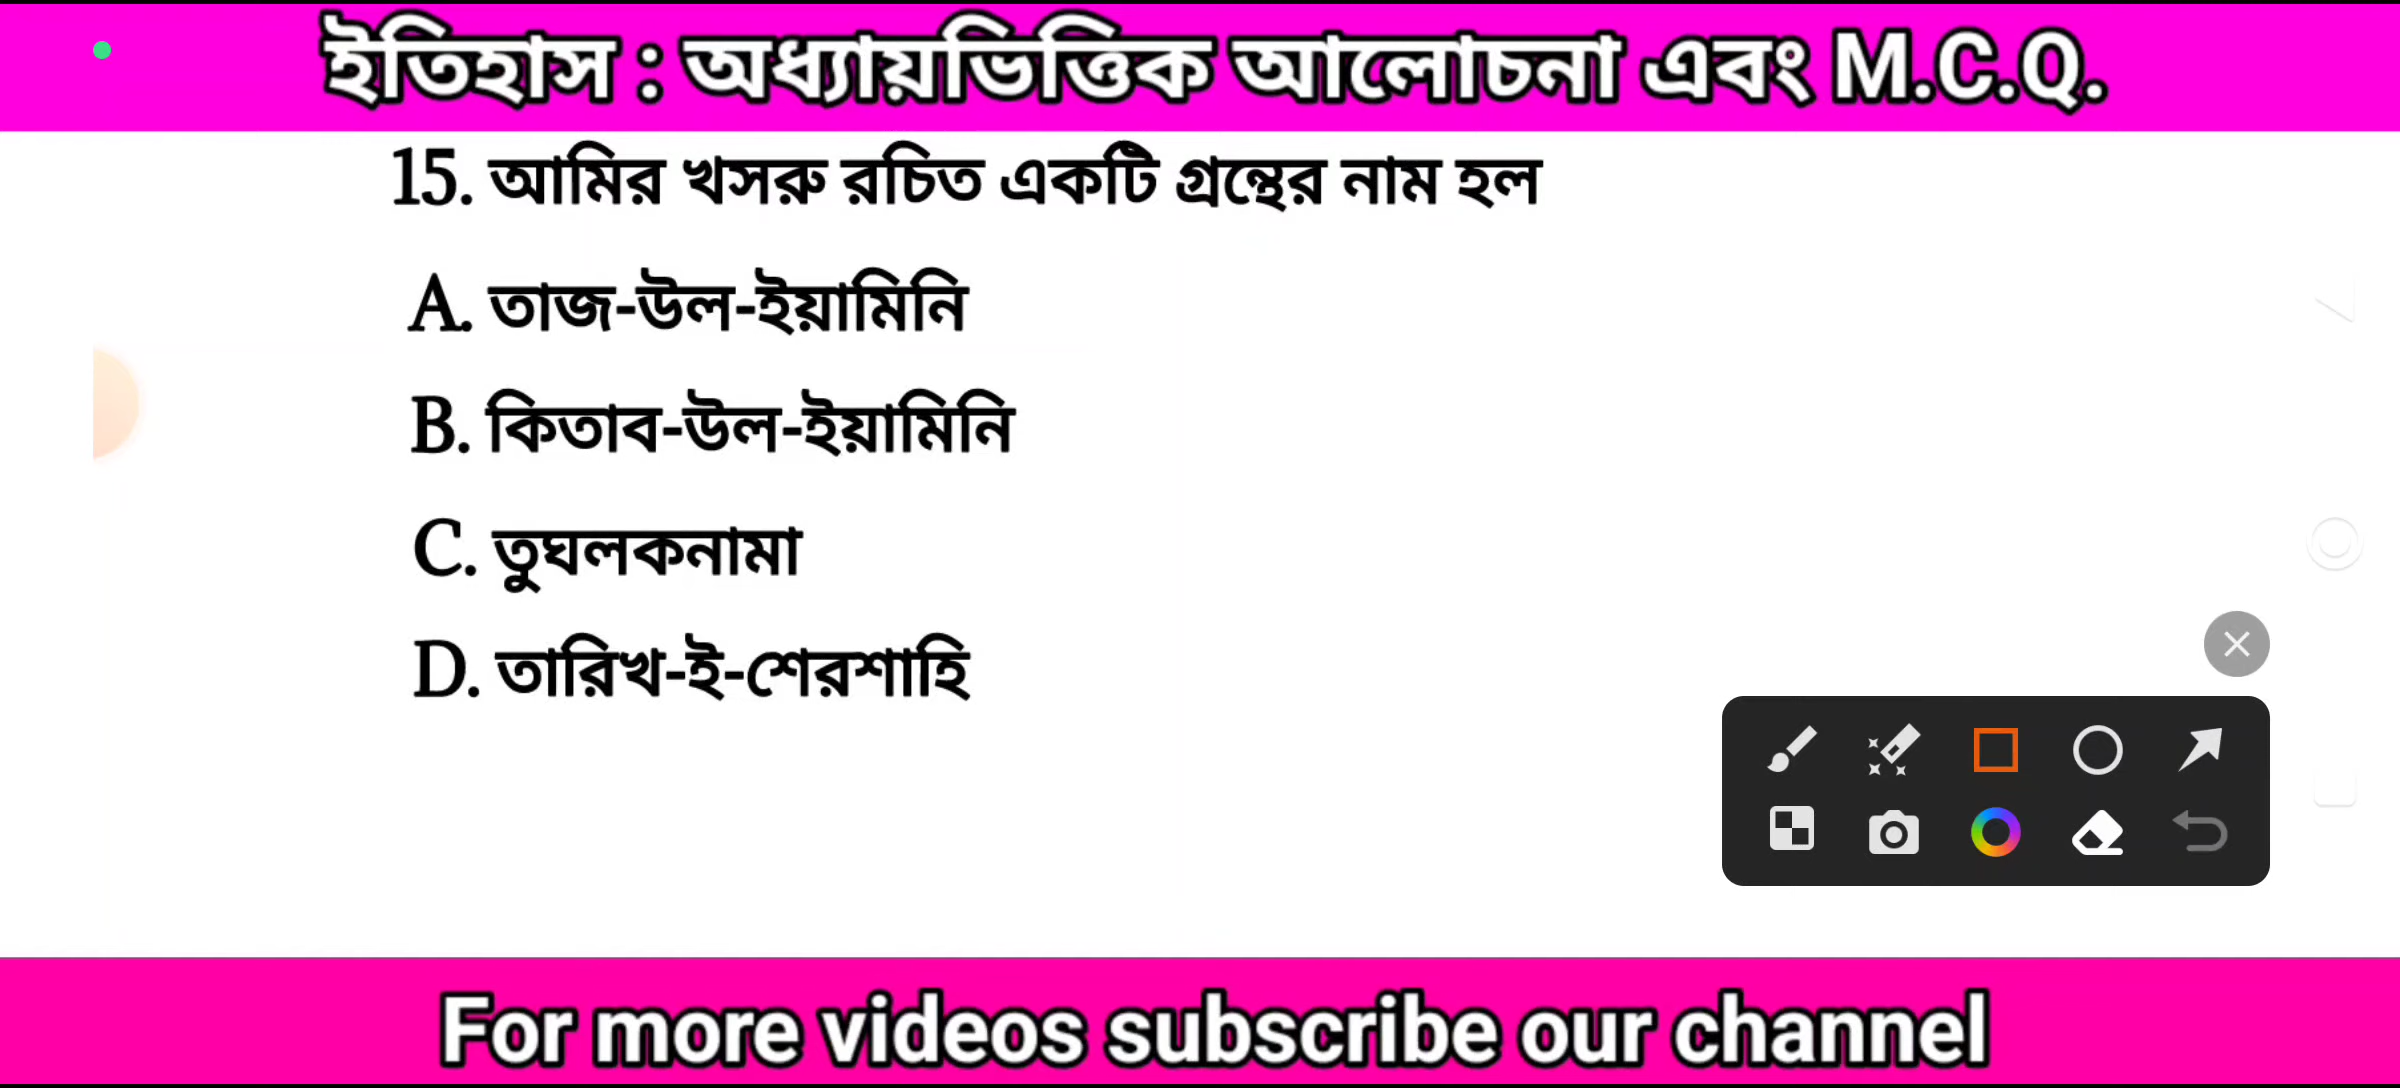 ইতিহাস : অধ্যায়ভিত্তিক আলোচনা এবং M.C.Q.
15. আমির খসরু রচিত একটি গ্রন্থের নাম হল
A. তাজ-উল-ইয়ামিনি
B. কিতাব-উল-ইয়ামিনি
C. তুঘলকনামা
D. তারিখ-ই-শেরশাহি
For more videos subscribe our channel